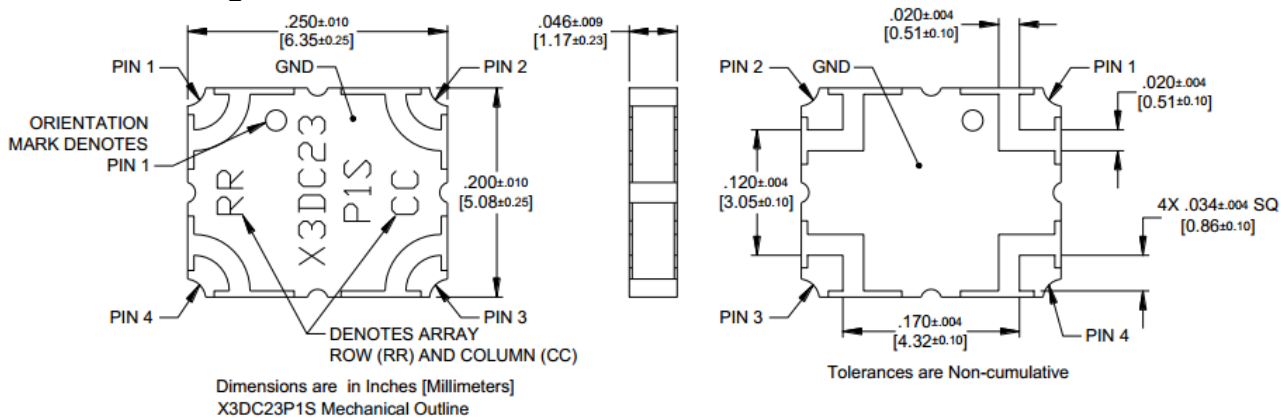 .250±.010
[6.35±0.25]
.046±.009
[1.17±0.23]
.020±.004
[0.51±0.10]
PIN 1
GND
PIN 2
PIN 2
GND
PIN 1
.020±.004
[0.51±0.10]
ORIENTATION
MARK DENOTES
PIN 1
RR
X3DC23
P1S
CC
.200±.010
[5.08±0.25]
.120±.004
[3.05±0.10]
4X .034±.004 SQ
[0.86±0.10]
PIN 4
PIN 3
PIN 3
PIN 4
DENOTES ARRAY
ROW (RR) AND COLUMN (CC)
.170±.004
[4.32±0.10]
Dimensions are in Inches [Millimeters]
X3DC23P1S Mechanical Outline
Tolerances are Non-cumulative